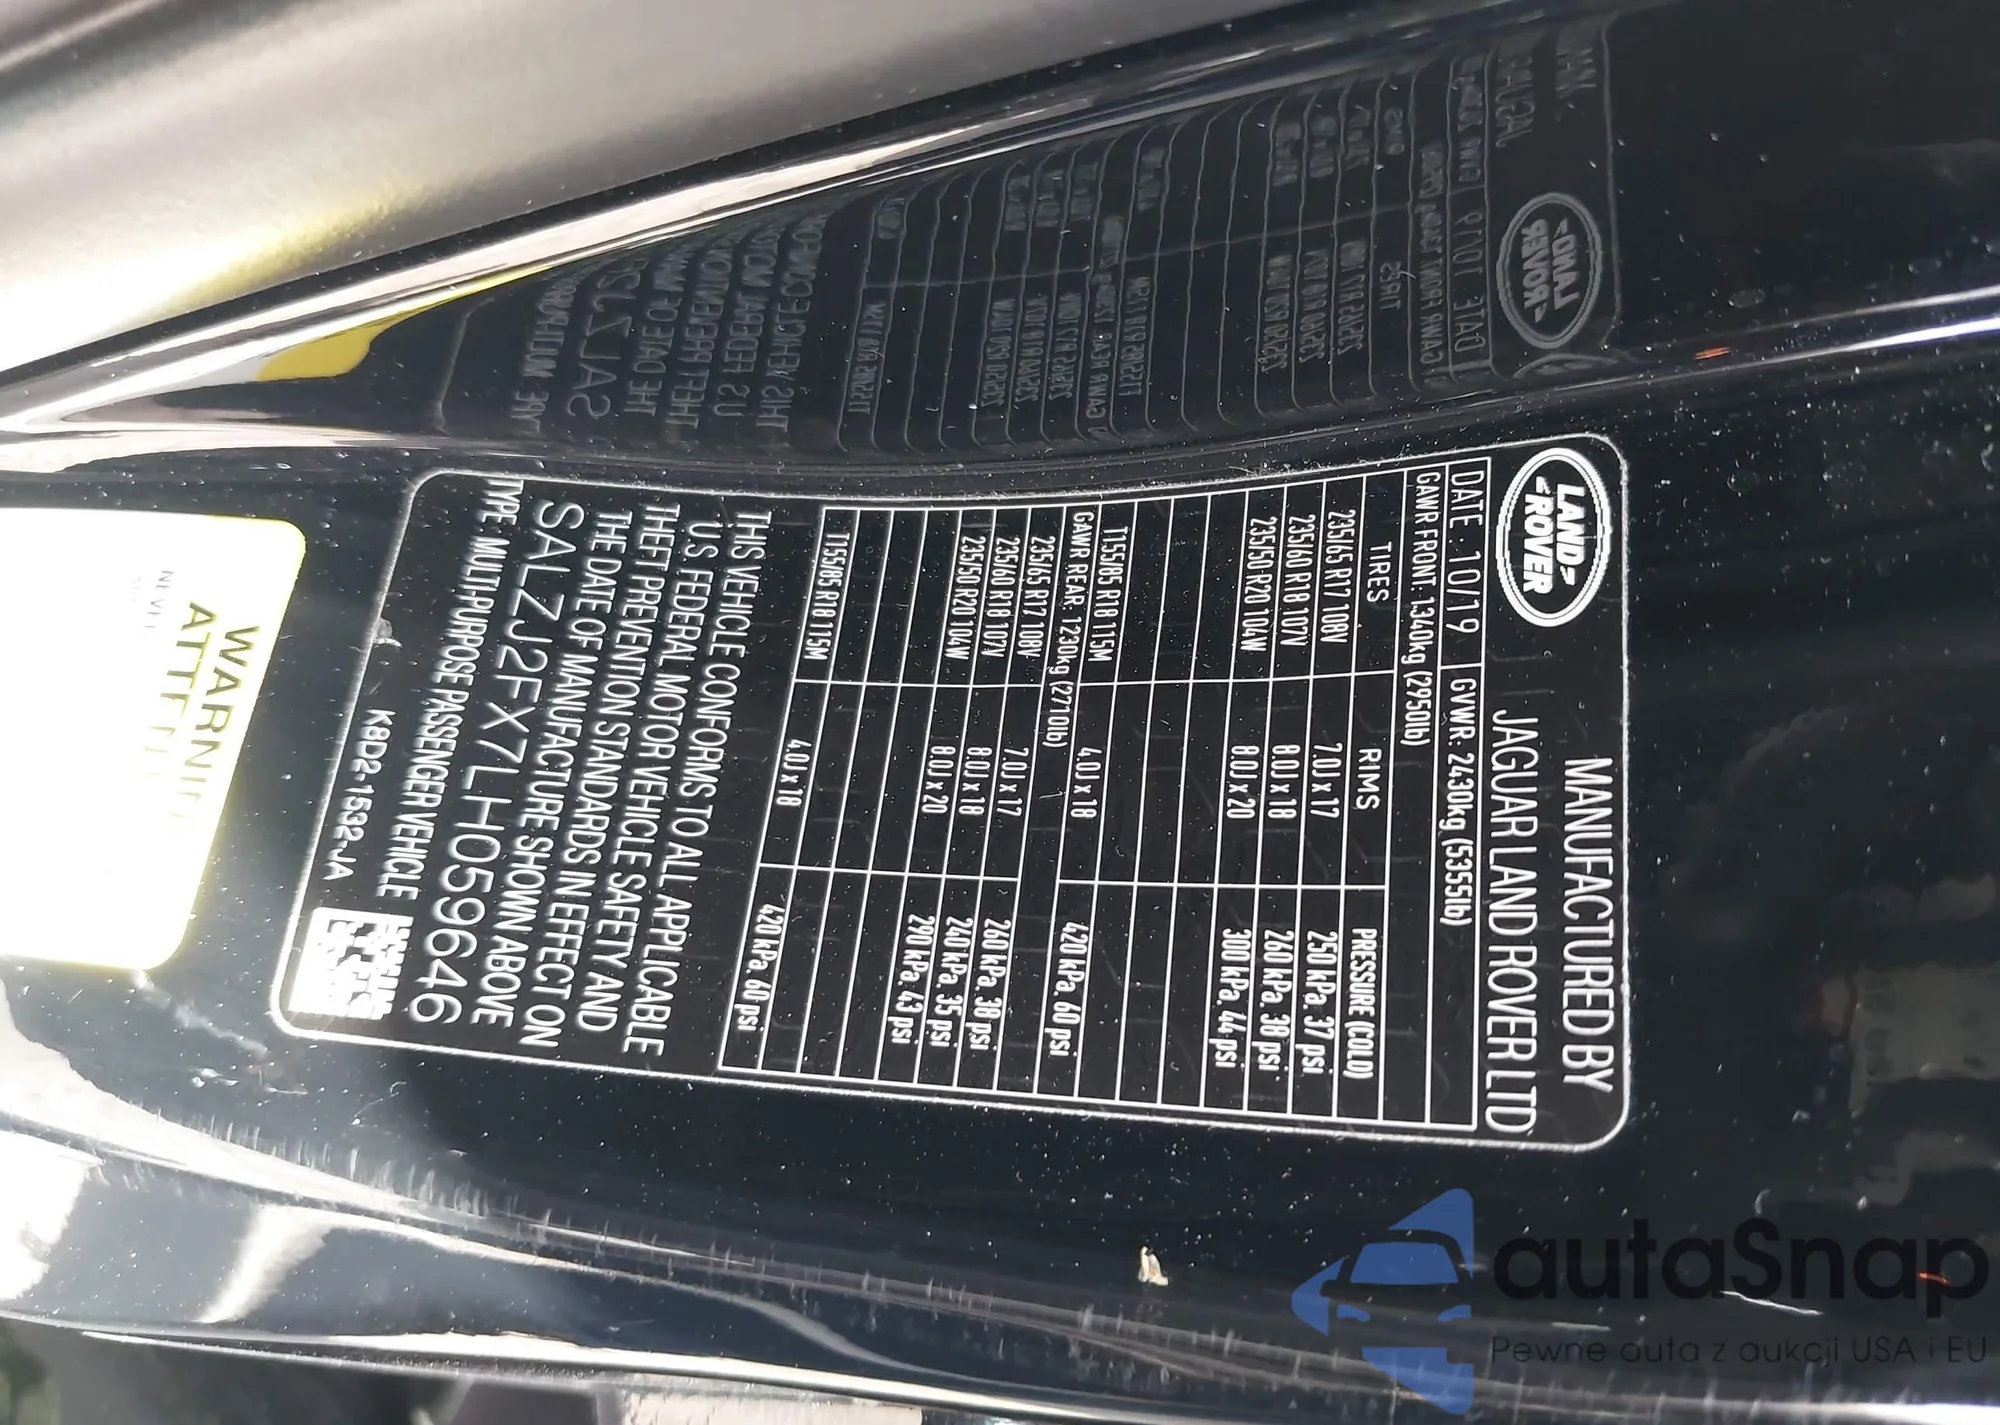 LAND-
-ROVER
MANUFACTURED BY
JAGUAR LAND ROVER LTD
DATE: 10/19 GVWR: 2430kg (5355lb)
GAWR FRONT: 1340kg (2950lb)
TIRES RIMS PRESSURE (COLD)
235/65 R17 108V 7.0J x 17 250 kPa. 37 psi
235/60 R18 107V 8.0J x 18 260 kPa. 38 psi
235/50 R20 104W 8.0J x 20 300 kPa. 44 psi
T155/85 R18 115M 4.0J x 18 420 kPa. 60 psi
GAWR REAR: 1230kg (2710lb)
235/65 R17 108V 7.0J x 17 260 kPa. 38 psi
235/60 R18 107V 8.0J x 18 240 kPa. 35 psi
235/50 R20 104W 8.0J x 20 290 kPa. 43 psi
T155/85 R18 115M 4.0J x 18 420 kPa. 60 psi
THIS VEHICLE CONFORMS TO ALL APPLICABLE
U.S. FEDERAL MOTOR VEHICLE SAFETY AND
THEFT PREVENTION STANDARDS IN EFFECT ON
THE DATE OF MANUFACTURE SHOWN ABOVE
SALZJ2FX7LH059646
TYPE MULTI-PURPOSE PASSENGER VEHICLE
K8D2-1532-JA
autaSnap
Pewne auta z aukcji USA i EU